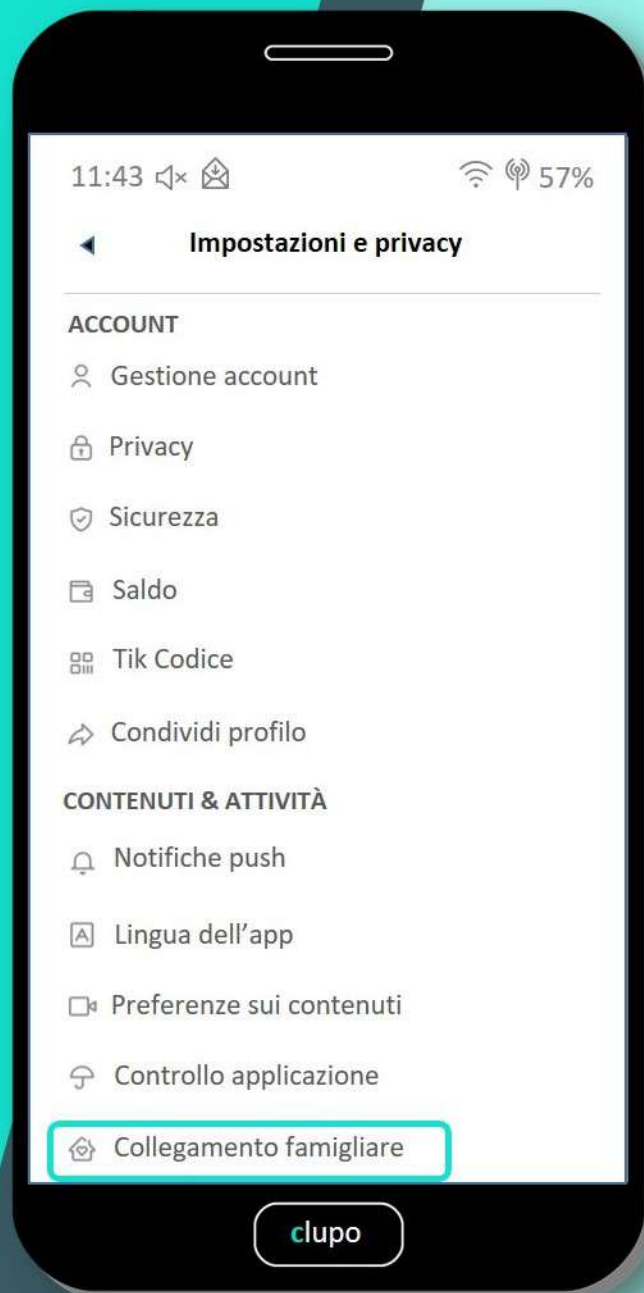 11:43 57%
Impostazioni e privacy
ACCOUNT
Gestione account
Privacy
Sicurezza
Saldo
Tik Codice
Condividi profilo
CONTENUTI & ATTIVITÀ
Notifiche push
Lingua dell'app
Preferenze sui contenuti
Controllo applicazione
Collegamento famigliare
clupo